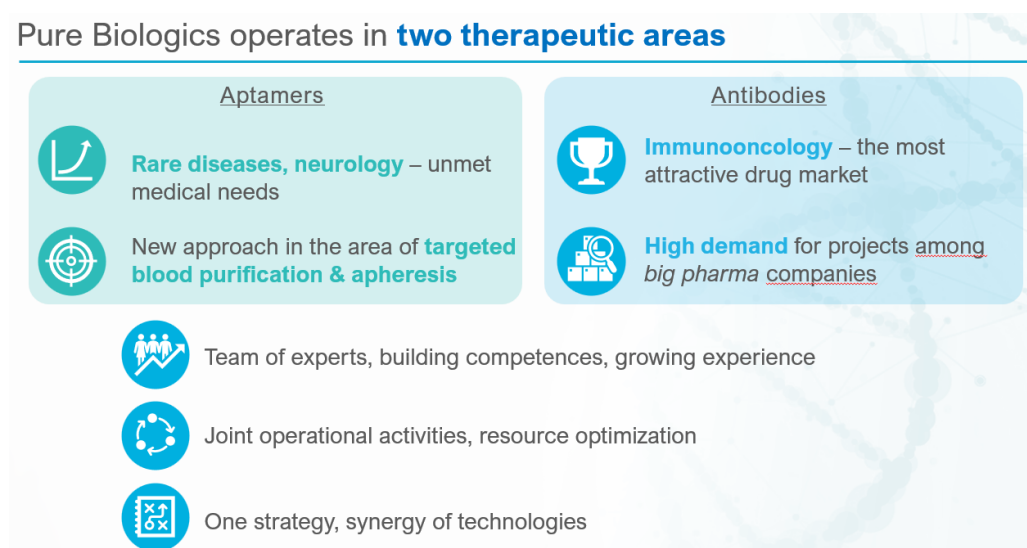 Pure Biologics operates in two therapeutic areas
Aptamers
Rare diseases, neurology – unmet
medical needs
New approach in the area of targeted
blood purification & apheresis
Antibodies
Immunooncology – the most
attractive drug market
High demand for projects among
big pharma companies
Team of experts, building competences, growing experience
Joint operational activities, resource optimization
One strategy, synergy of technologies